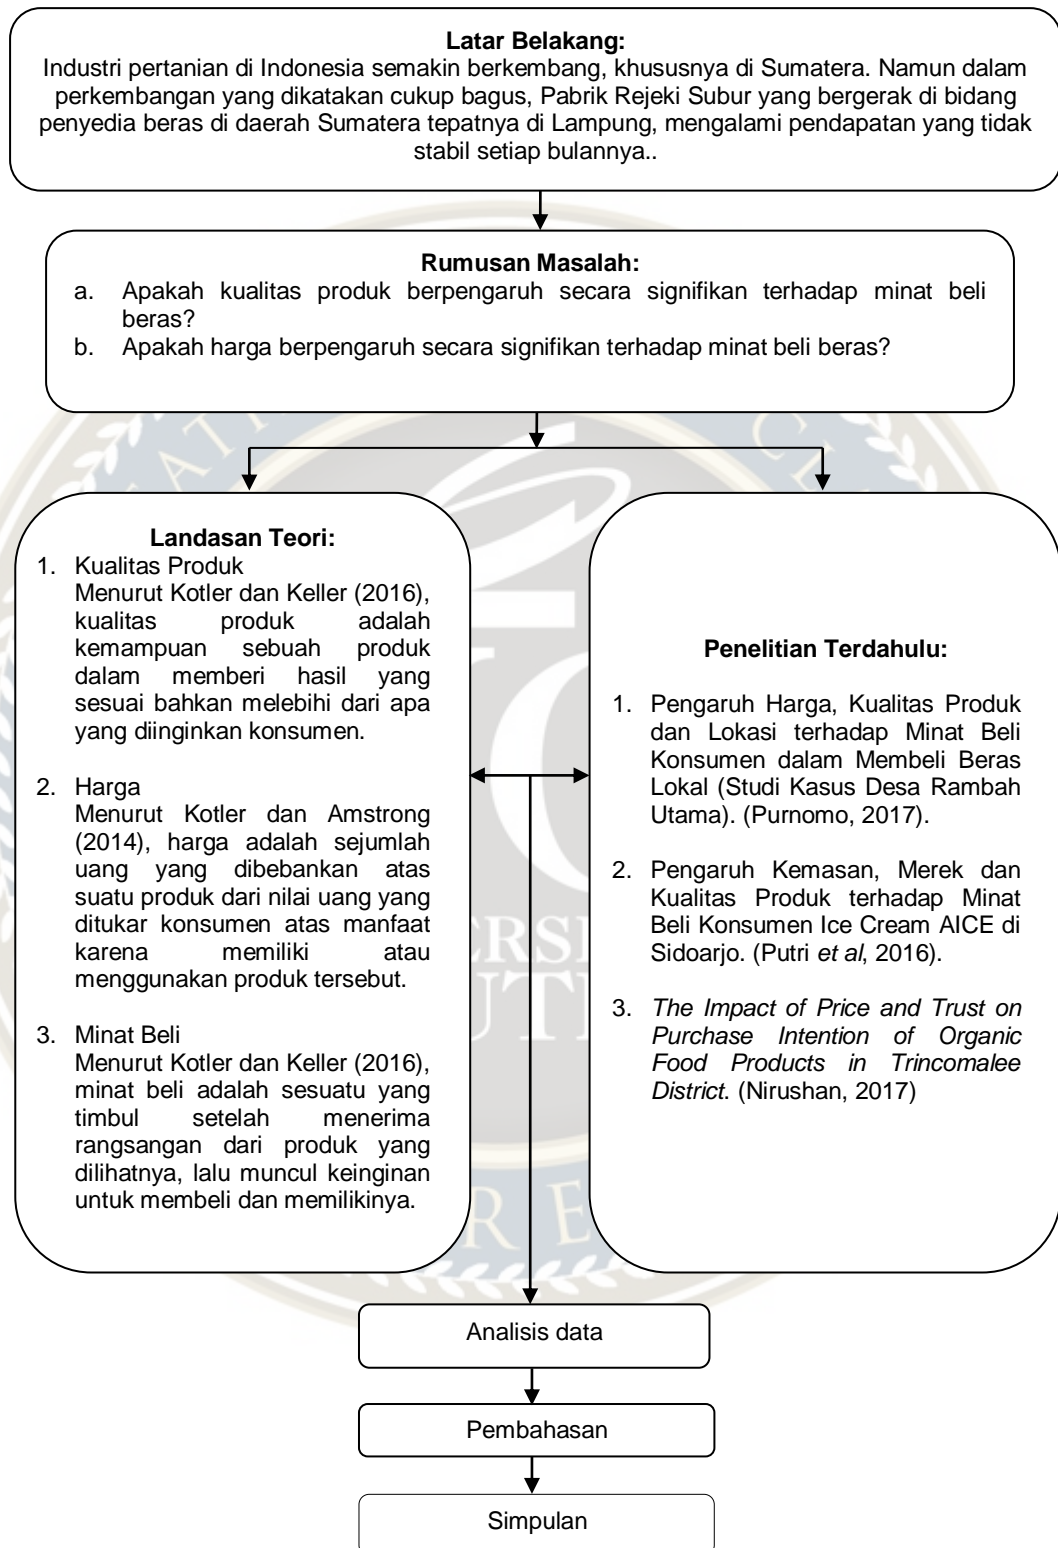 Latar Belakang:
Industri pertanian di Indonesia semakin berkembang, khususnya di Sumatera. Namun dalam
perkembangan yang dikatakan cukup bagus, Pabrik Rejeki Subur yang bergerak di bidang
penyedia beras di daerah Sumatera tepatnya di Lampung, mengalami pendapatan yang tidak
stabil setiap bulannya..
Rumusan Masalah:
a. Apakah kualitas produk berpengaruh secara signifikan terhadap minat beli
beras?
b. Apakah harga berpengaruh secara signifikan terhadap minat beli beras?
Landasan Teori:
1. Kualitas Produk
Menurut Kotler dan Keller (2016),
kualitas produk adalah
kemampuan sebuah produk
dalam memberi hasil yang
sesuai bahkan melebihi dari apa
yang diinginkan konsumen.
2. Harga
Menurut Kotler dan Amstrong
(2014), harga adalah sejumlah
uang yang dibebankan atas
suatu produk dari nilai uang yang
ditukar konsumen atas manfaat
karena memiliki atau
menggunakan produk tersebut.
3. Minat Beli
Menurut Kotler dan Keller (2016),
minat beli adalah sesuatu yang
timbul setelah menerima
rangsangan dari produk yang
dilihatnya, lalu muncul keinginan
untuk membeli dan memilikinya.
Penelitian Terdahulu:
1. Pengaruh Harga, Kualitas Produk
dan Lokasi terhadap Minat Beli
Konsumen dalam Membeli Beras
Lokal (Studi Kasus Desa Rambah
Utama). (Purnomo, 2017).
2. Pengaruh Kemasan, Merek dan
Kualitas Produk terhadap Minat
Beli Konsumen Ice Cream AICE di
Sidoarjo. (Putri et al, 2016).
3. The Impact of Price and Trust on
Purchase Intention of Organic
Food Products in Trincomalee
District. (Nirushan, 2017)
Analisis data
Pembahasan
Simpulan